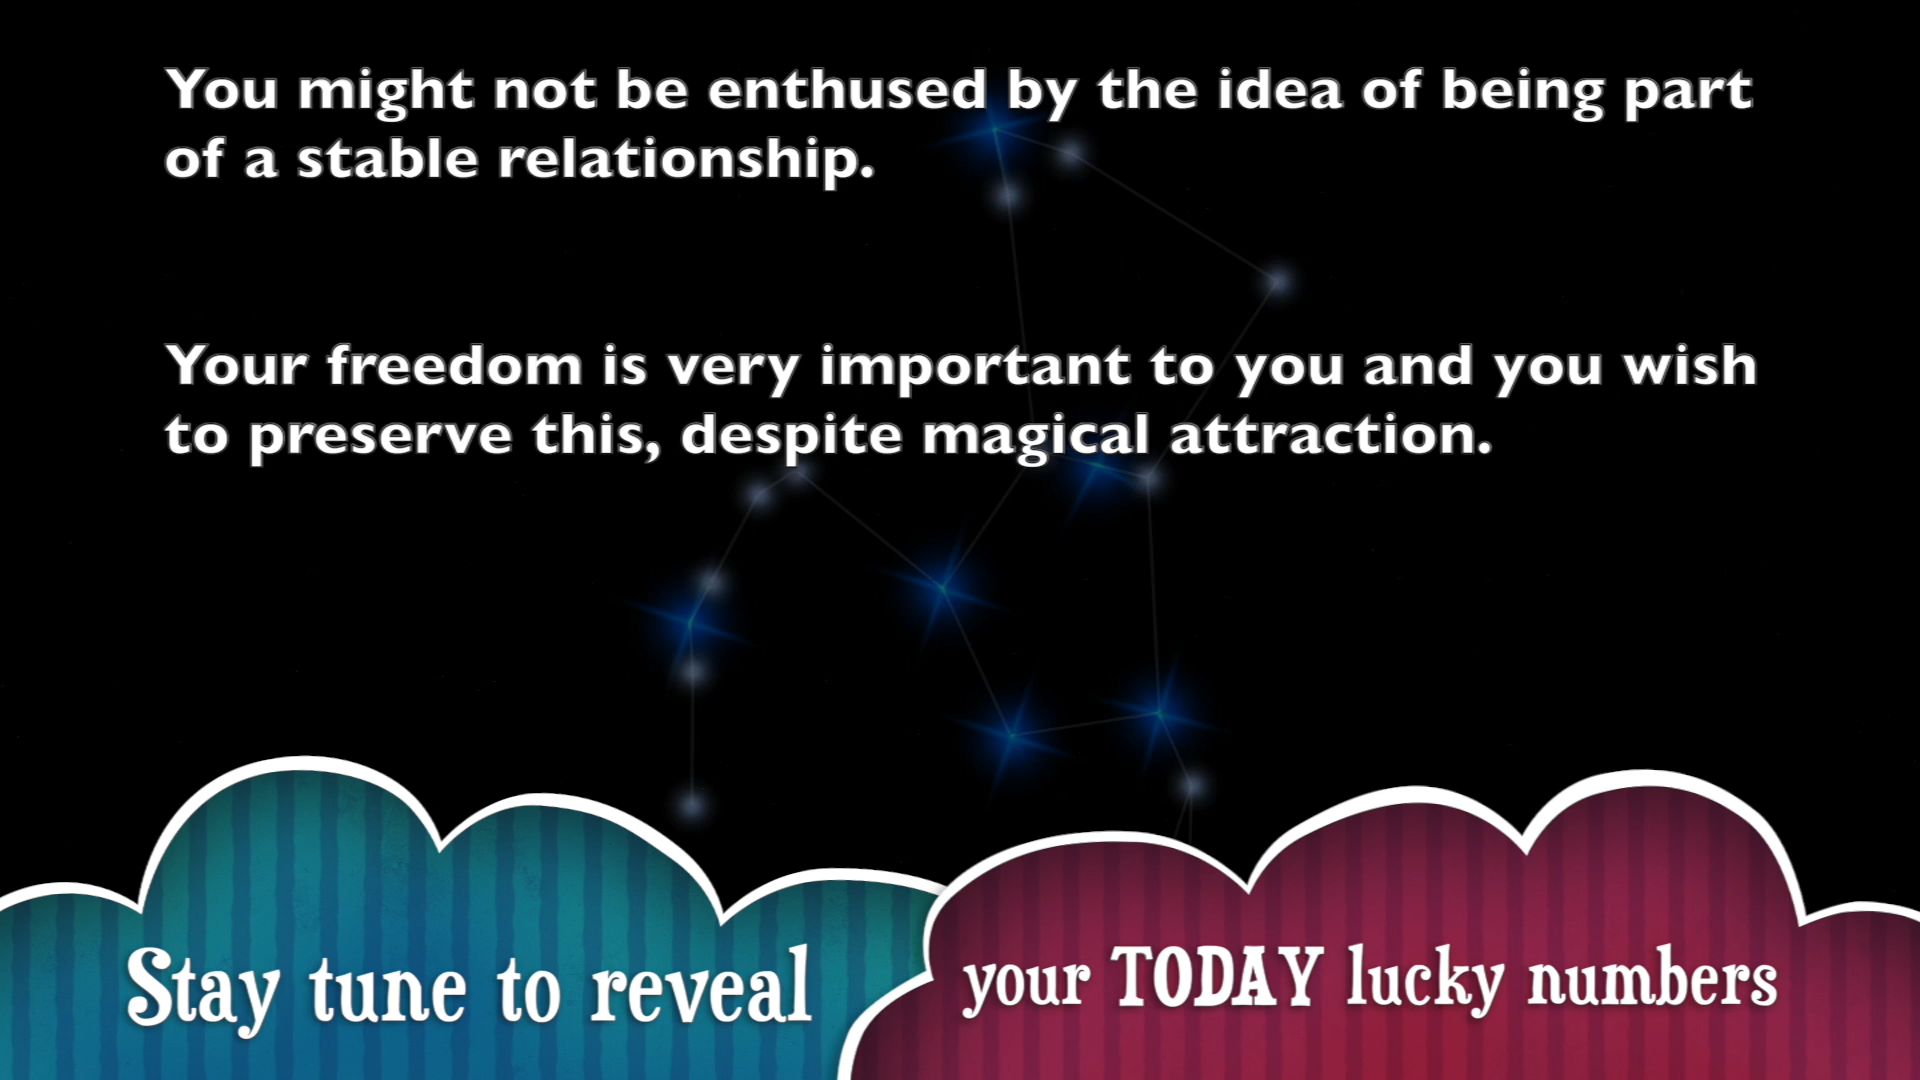 You might not be enthused by the idea of being part
of a stable relationship.
Your freedom is very important to you and you wish
to preserve this, despite magical attraction.
Stay tune to reveal
your TODAY lucky numbers